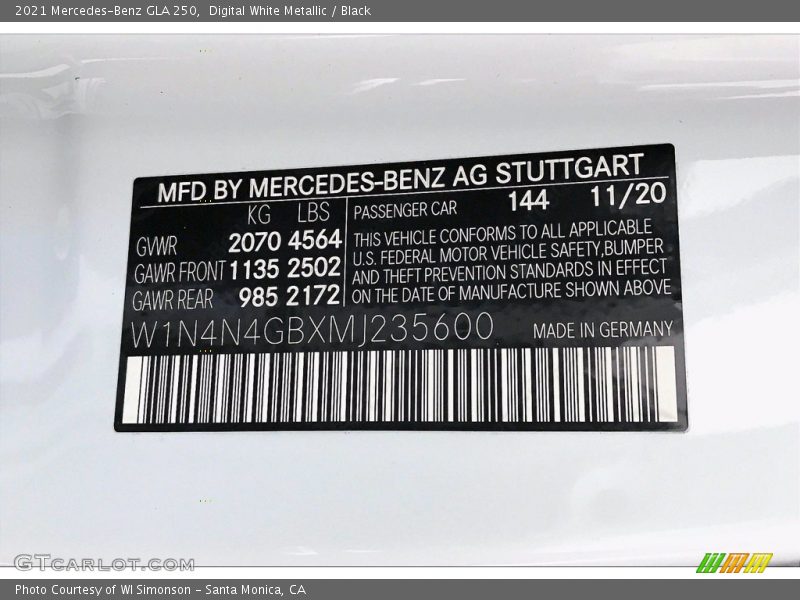 2021 Mercedes-Benz GLA 250,  Digital White Metallic / Black
MFD BY MERCEDES-BENZ AG STUTTGART
KG LBS PASSENGER CAR 144 11/20
GVWR 2070 4564 THIS VEHICLE CONFORMS TO ALL APPLICABLE
GAWR FRONT 1135 2502 U.S. FEDERAL MOTOR VEHICLE SAFETY,BUMPER
AND THEFT PREVENTION STANDARDS IN EFFECT
GAWR REAR 985 2172 ON THE DATE OF MANUFACTURE SHOWN ABOVE
W1N4N4GBXMJ235600 MADE IN GERMANY
GTCARLOT.COM
Photo Courtesy of WI Simonson - Santa Monica, CA